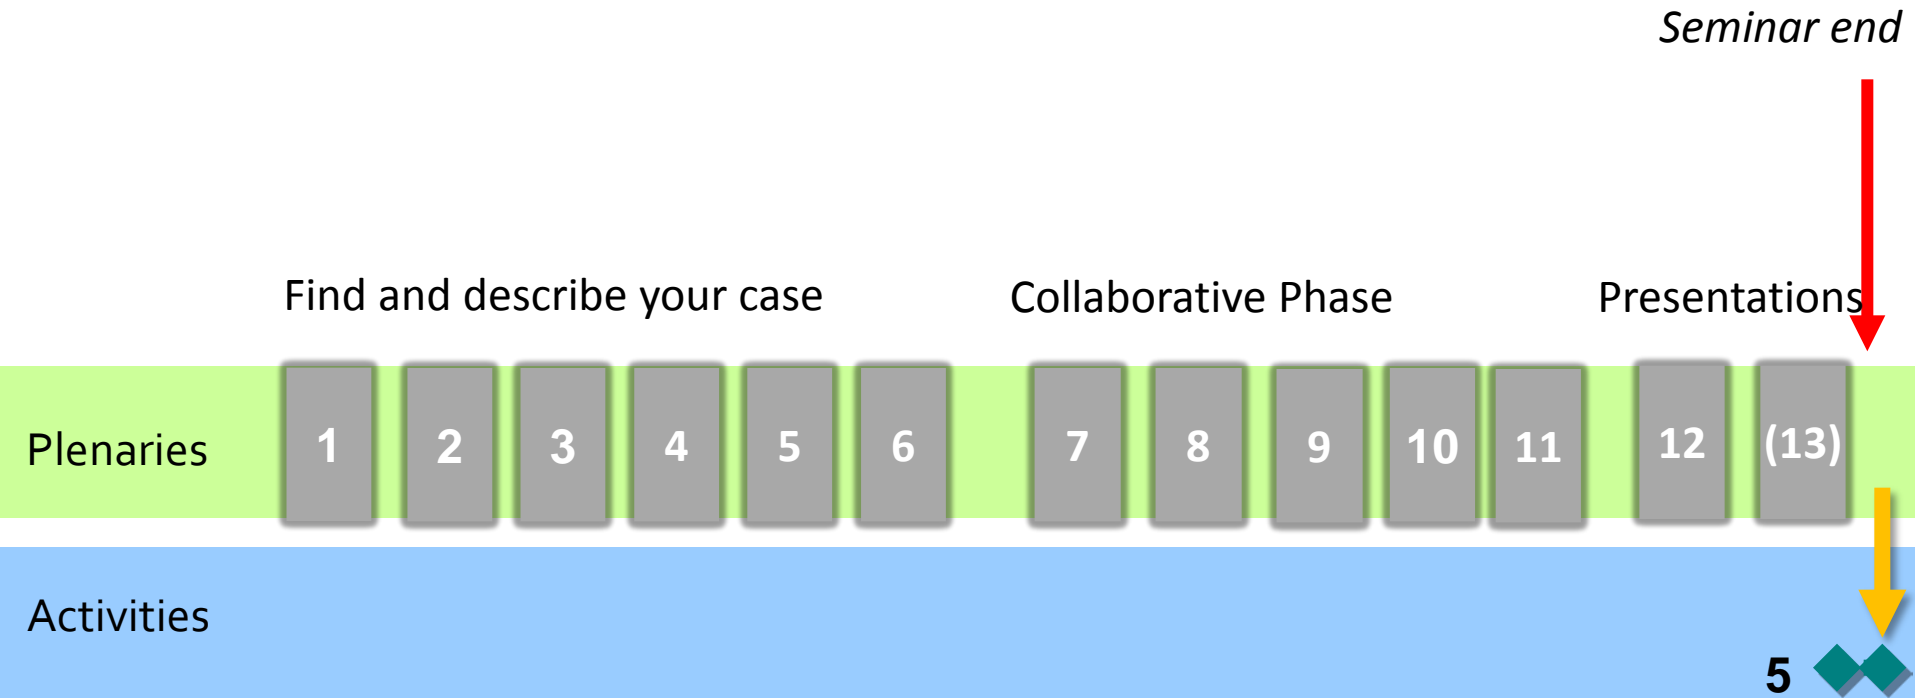 Seminar end
Find and describe your case Collaborative Phase Presentations
Plenaries 1 2 3 4 5 6 7 8 9 10 11 12 (13)
Activities
5